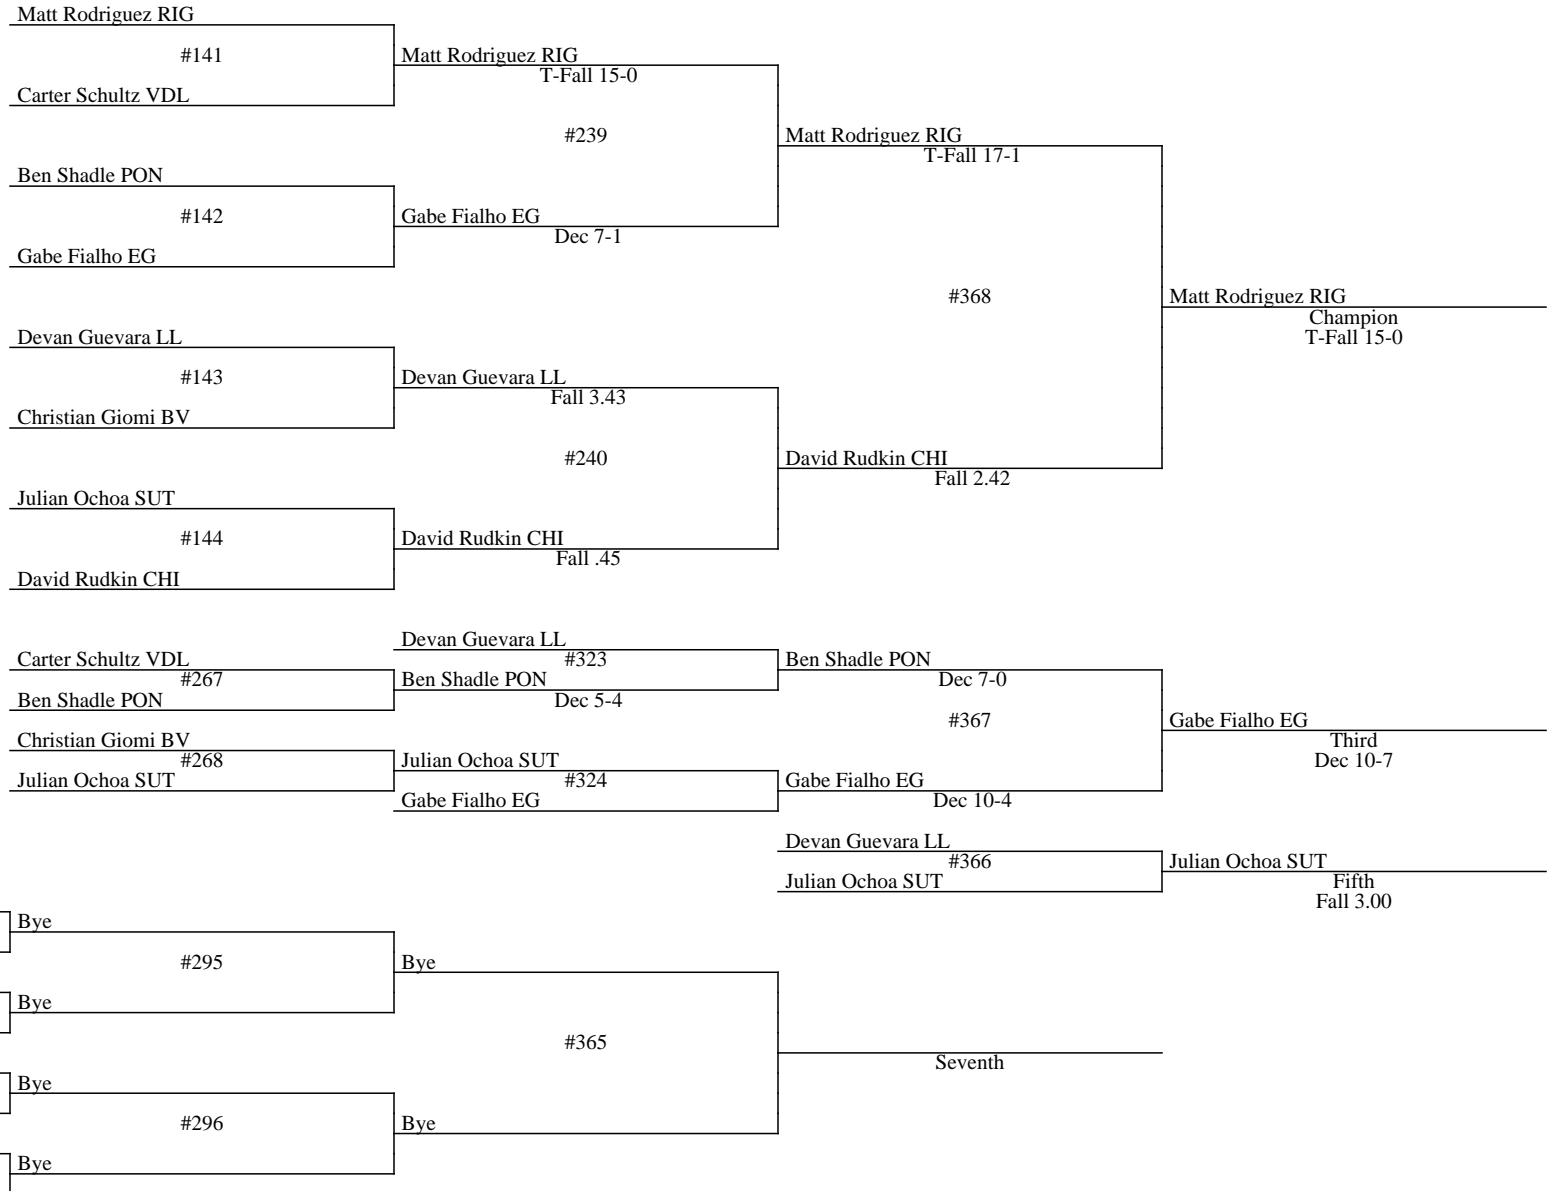 Matt Rodriguez RIG
#141
Matt Rodriguez RIG
T-Fall 15-0
Carter Schultz VDL
#239
Matt Rodriguez RIG
T-Fall 17-1
Ben Shadle PON
#142
Gabe Fialho EG
Dec 7-1
Gabe Fialho EG
#368
Matt Rodriguez RIG
Champion
T-Fall 15-0
Devan Guevara LL
#143
Devan Guevara LL
Fall 3.43
Christian Giomi BV
#240
David Rudkin CHI
Fall 2.42
Julian Ochoa SUT
#144
David Rudkin CHI
Fall .45
David Rudkin CHI
Devan Guevara LL
Carter Schultz VDL
#323
Ben Shadle PON
#267
Ben Shadle PON
Dec 7-0
Ben Shadle PON
Dec 5-4
#367
Gabe Fialho EG
Third
Dec 10-7
Christian Giomi BV
#268
Julian Ochoa SUT
Julian Ochoa SUT
#324
Gabe Fialho EG
Gabe Fialho EG
Dec 10-4
Devan Guevara LL
#366
Julian Ochoa SUT
Julian Ochoa SUT
Fifth
Fall 3.00
Bye
#295
Bye
Bye
#365
Seventh
Bye
#296
Bye
Bye